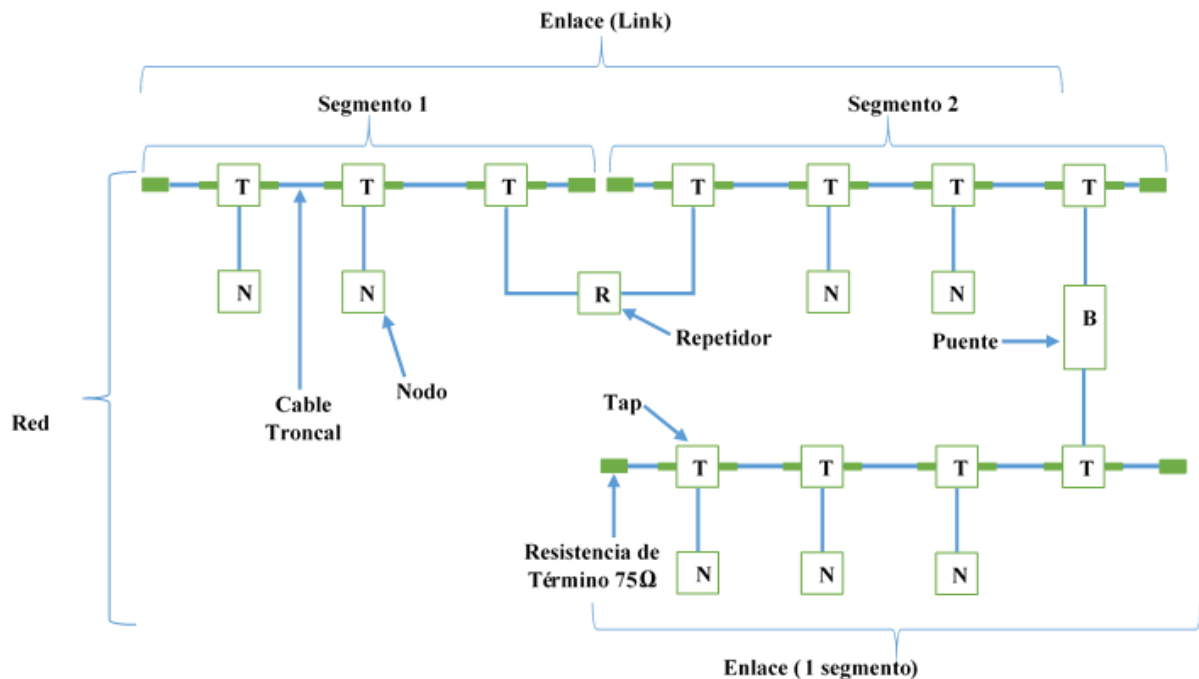 Enlace (Link)
Segmento 1
Segmento 2
T T T T T T T
N N R N N
B
Repetidor
Puente
Nodo
Cable
Troncal
Red
Tap
T T T T
Resistencia de
Término 75Ω
N N N
Enlace ( 1 segmento)